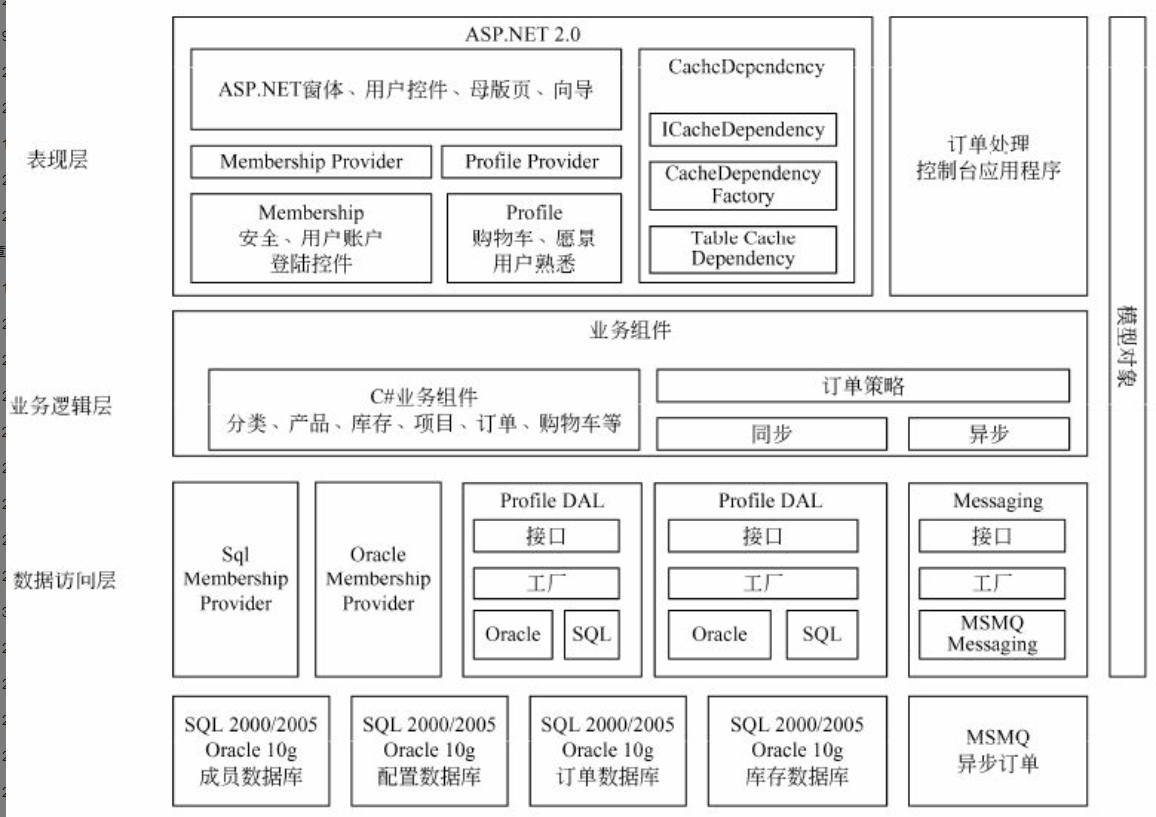 ASP.NET 2.0
ASP.NET窗体、用户控件、母版页、向导
CacheDependency
ICacheDependency
CacheDependency
Factory
Table Cache
Dependency
订单处理
控制台应用程序
表现层
Membership Provider
Profile Provider
Membership
安全、用户账户
登陆控件
Profile
购物车、愿景
用户熟悉
模型对象
业务组件
业务逻辑层
C#业务组件
分类、产品、库存、项目、订单、购物车等
订单策略
同步
异步
数据访问层
Sql
Membership
Provider
Oracle
Membership
Provider
Profile DAL
接口
工厂
Oracle
SQL
Profile DAL
接口
工厂
Oracle
SQL
Messaging
接口
工厂
MSMQ
Messaging
SQL 2000/2005
Oracle 10g
成员数据库
SQL 2000/2005
Oracle 10g
配置数据库
SQL 2000/2005
Oracle 10g
订单数据库
SQL 2000/2005
Oracle 10g
库存数据库
MSMQ
异步订单